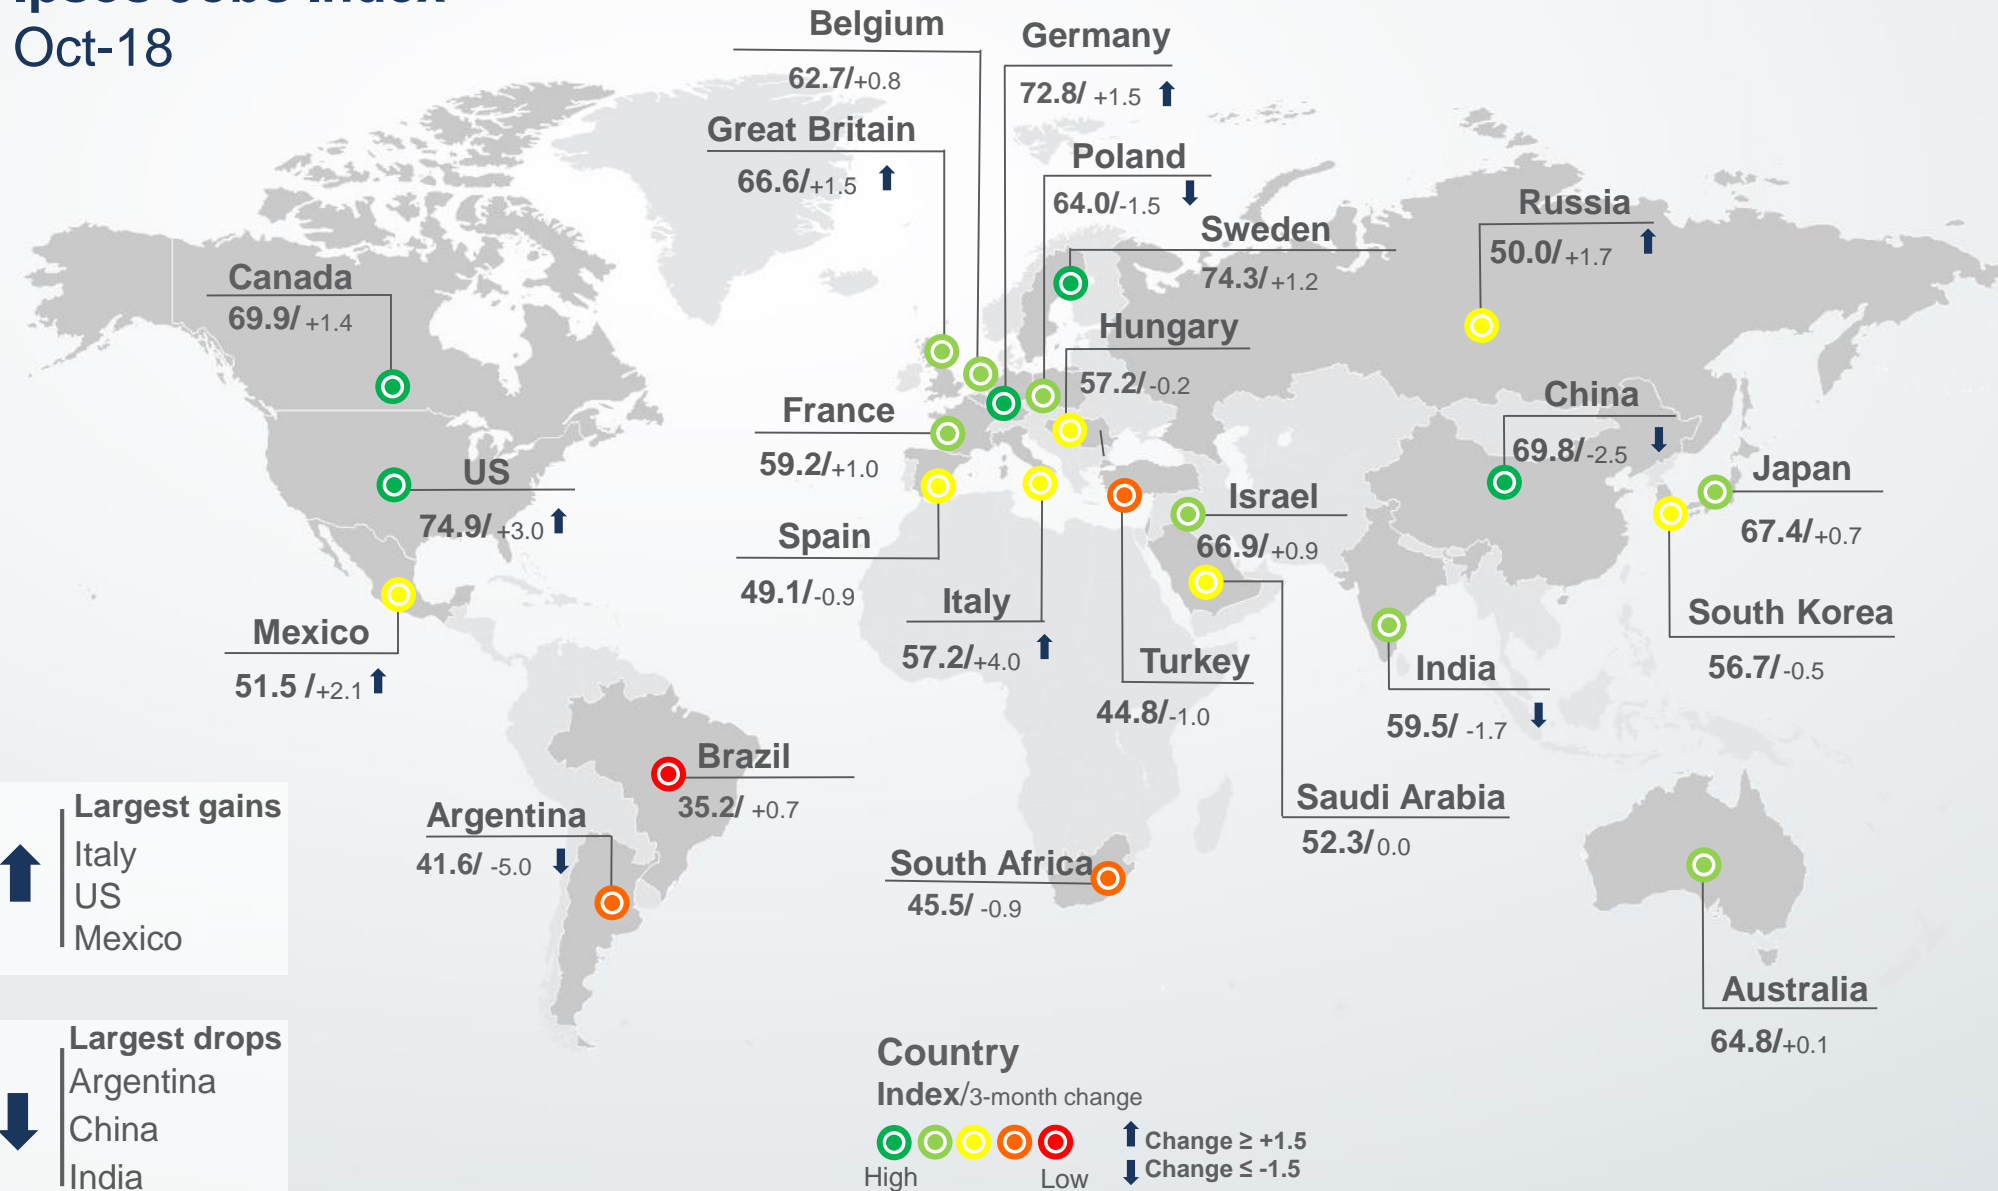 Ipsos Jobs Index
Oct-18
Belgium
62.7/+0.8
Germany
72.8/ +1.5
Great Britain
66.6/+1.5
Poland
64.0/-1.5
Sweden
74.3/+1.2
Russia
50.0/+1.7
Canada
69.9/ +1.4
Hungary
57.2/-0.2
China
69.8/-2.5
France
59.2/+1.0
US
74.9/ +3.0
Israel
66.9/+0.9
Japan
67.4/+0.7
Spain
49.1/-0.9
Italy
57.2/+4.0
Mexico
51.5 /+2.1
Turkey
44.8/-1.0
India
59.5/ -1.7
South Korea
56.7/-0.5
Brazil
35.2/ +0.7
Argentina
41.6/ -5.0
Saudi Arabia
52.3/0.0
South Africa
45.5/ -0.9
Australia
64.8/+0.1
Largest gains
Italy
US
Mexico
Largest drops
Argentina
China
India
Country
Index/3-month change
High
Low
Change ≥ +1.5
Change ≤ -1.5